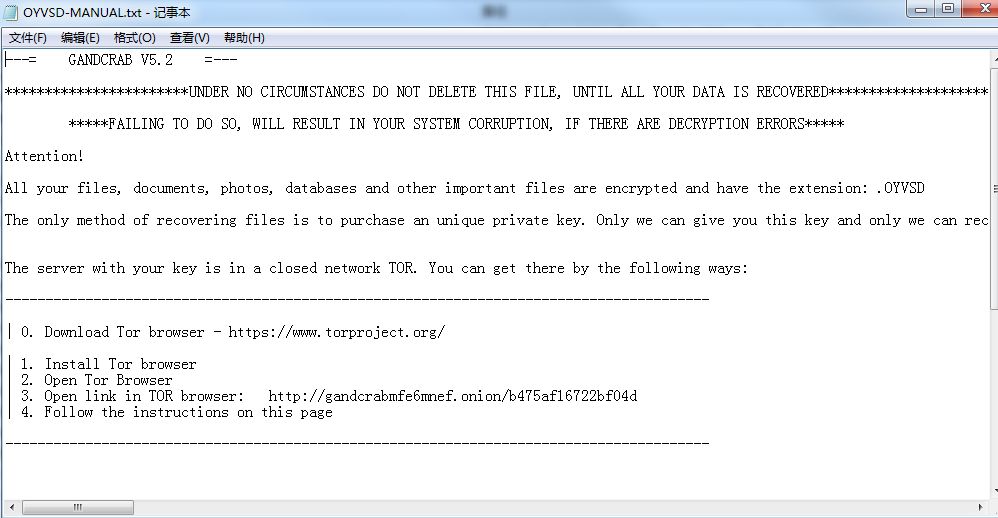 OYVSD-MANUAL.txt - 记事本
文件(F) 编辑(E) 格式(O) 查看(V) 帮助(H)
---= GANDCRAB V5.2 =---
***********************UNDER NO CIRCUMSTANCES DO NOT DELETE THIS FILE, UNTIL ALL YOUR DATA IS RECOVERED********************
*****FAILING TO DO SO, WILL RESULT IN YOUR SYSTEM CORRUPTION, IF THERE ARE DECRYPTION ERRORS*****
Attention!
All your files, documents, photos, databases and other important files are encrypted and have the extension: .OYVSD
The only method of recovering files is to purchase an unique private key. Only we can give you this key and only we can rec
The server with your key is in a closed network TOR. You can get there by the following ways:
----------------------------------------------------------------------------------------
| 0. Download Tor browser - https://www.torproject.org/
| 1. Install Tor browser
| 2. Open Tor Browser
| 3. Open link in TOR browser: http://gandcrabmfe6mnef.onion/b475af16722bf04d
| 4. Follow the instructions on this page
----------------------------------------------------------------------------------------